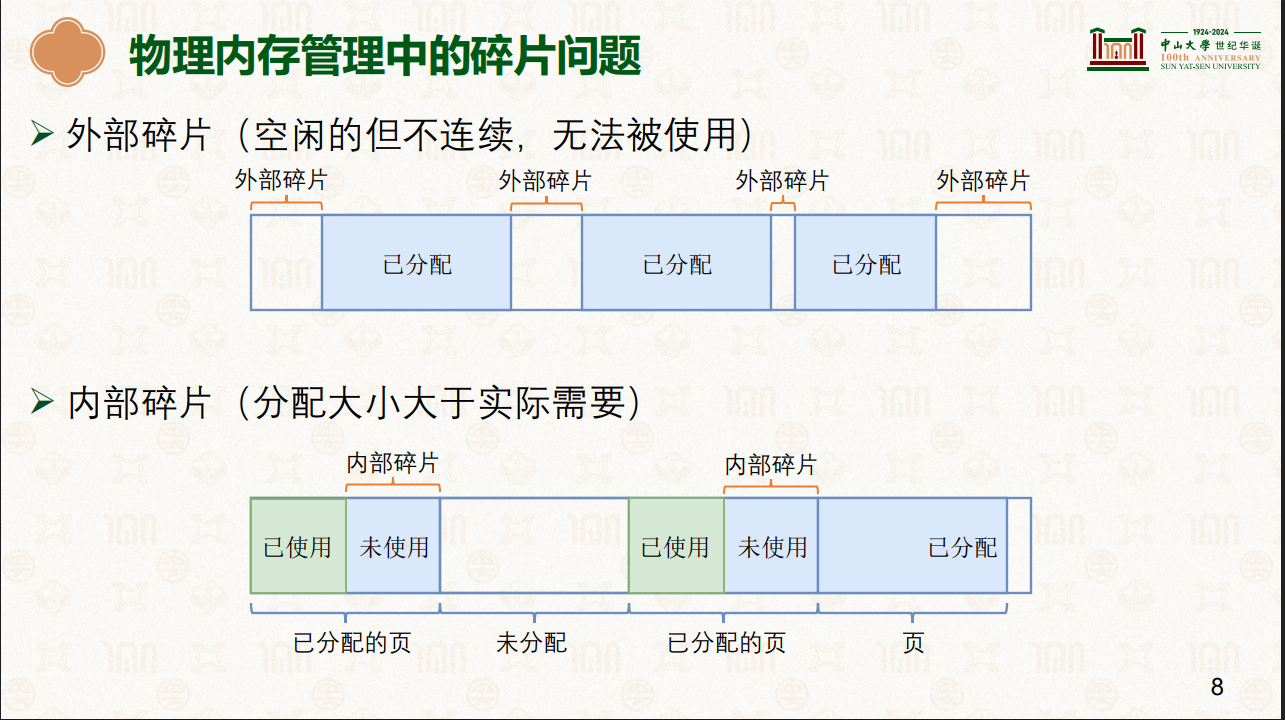 物理内存管理中的碎片问题
1924-2024
中山大學 世纪华诞
100th ANNIVERSARY
SUN YAT-SEN UNIVERSITY
外部碎片（空闲的但不连续，无法被使用）
外部碎片 外部碎片 外部碎片 外部碎片
已分配 已分配 已分配
内部碎片（分配大小大于实际需要）
内部碎片 内部碎片
已使用 未使用 已使用 未使用 已分配
已分配的页 未分配 已分配的页 页
8